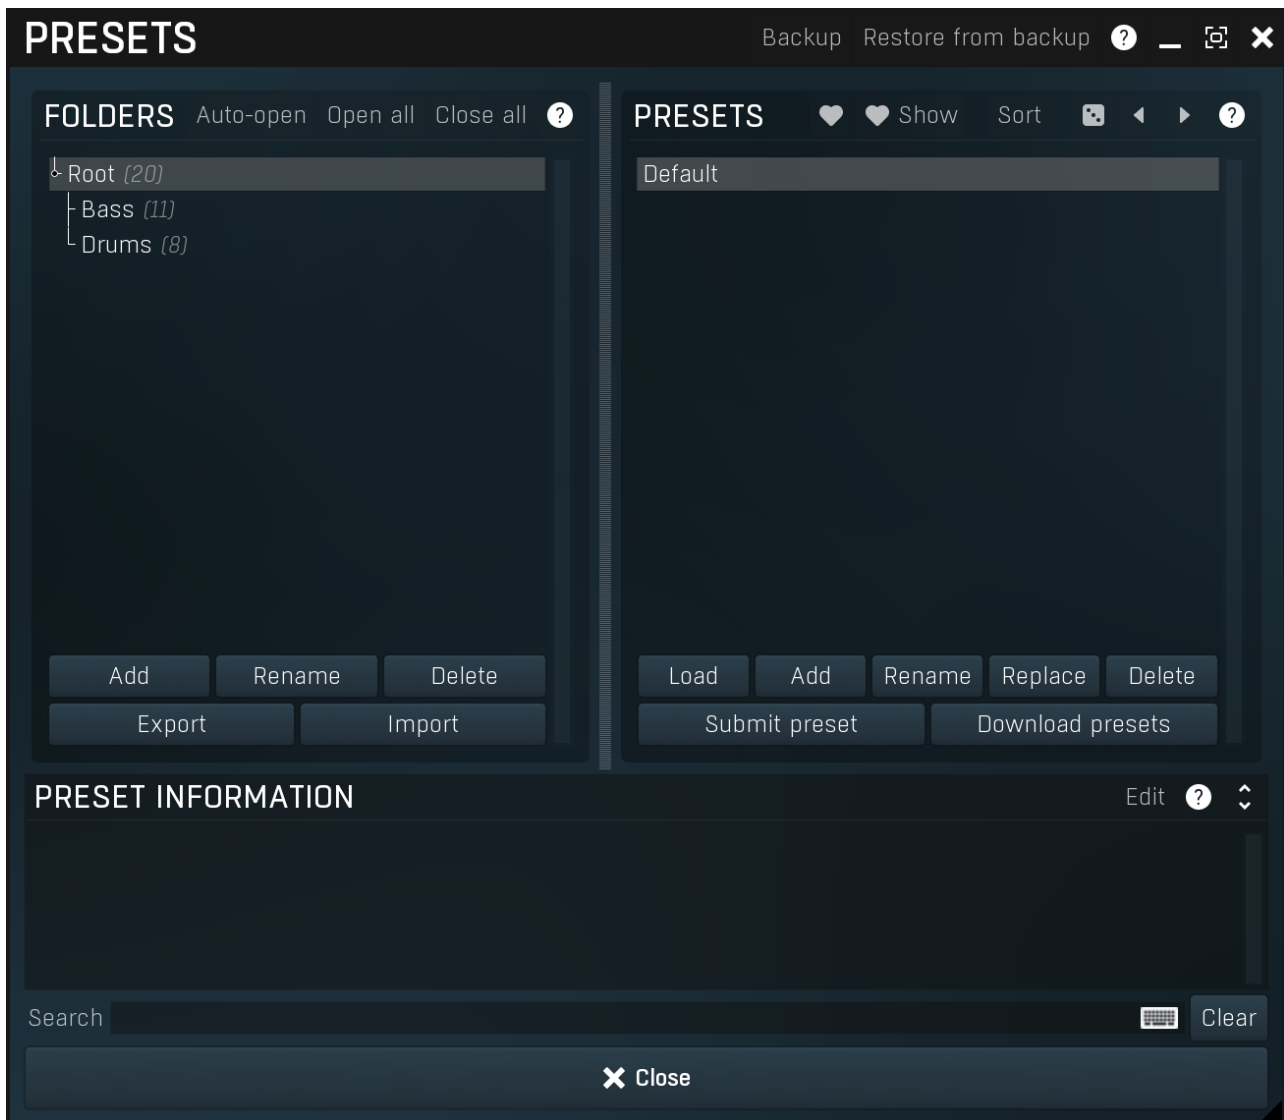 PRESETS Backup Restore from backup ?
FOLDERS Auto-open Open all Close all ?
Root (20)
Bass (11)
Drums (8)
Add Rename Delete
Export Import
PRESETS Show Sort ?
Default
Load Add Rename Replace Delete
Submit preset Download presets
PRESET INFORMATION Edit ?
Search Clear
Close